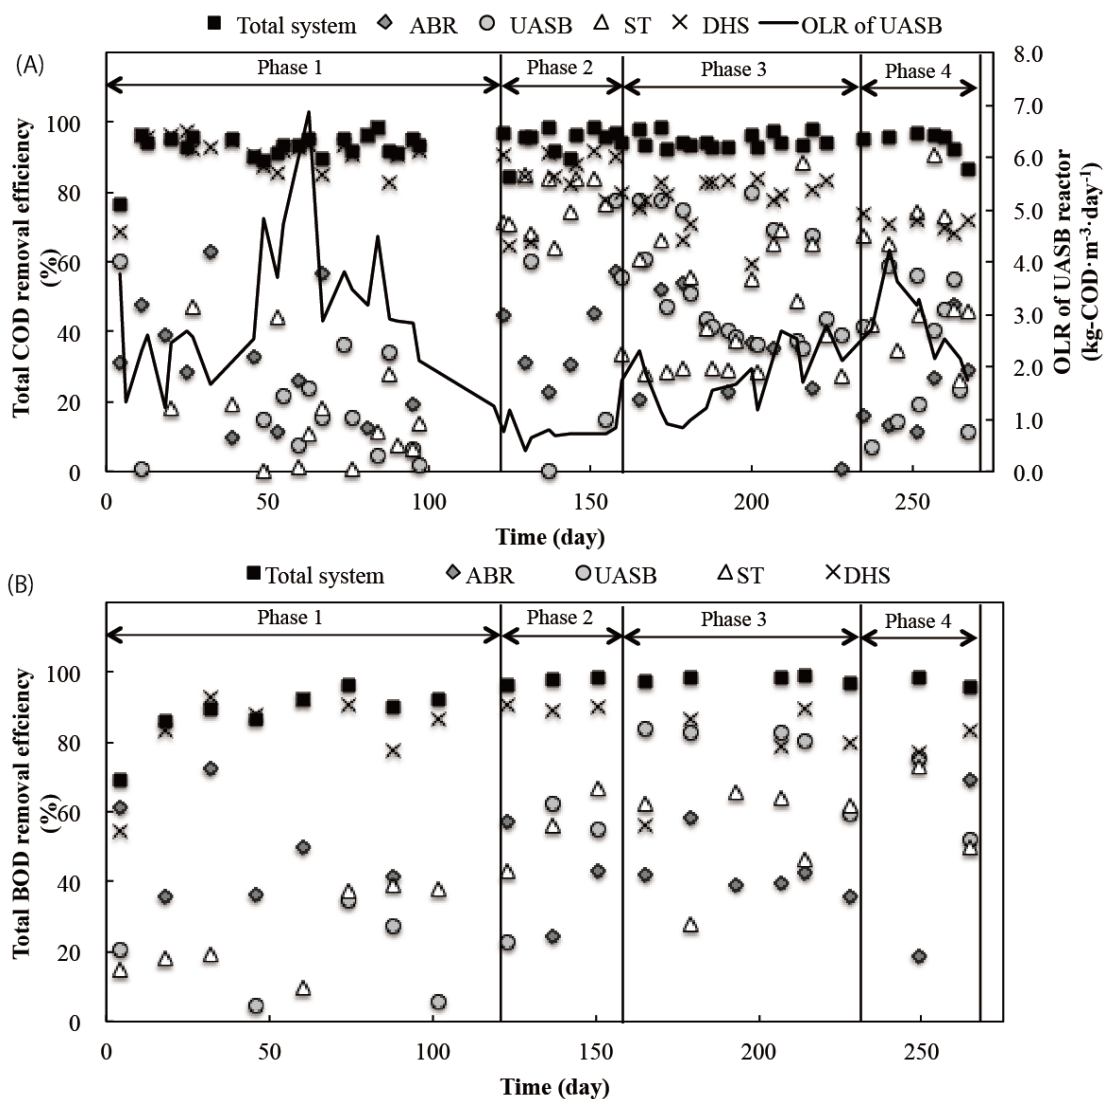 Total system ABR UASB ST DHS OLR of UASB
(A)
Phase 1 Phase 2 Phase 3 Phase 4
Total COD removal efficiency
(%)
100
80
60
40
20
0
8.0
7.0
6.0
5.0
4.0
3.0
2.0
1.0
0.0
OLR of UASB reactor
(kg-COD·m⁻³·day⁻¹)
0 50 100 150 200 250
Time (day)
(B)
Total system ABR UASB ST DHS
Phase 1 Phase 2 Phase 3 Phase 4
Total BOD removal effciency
(%)
100
80
60
40
20
0
0 50 100 150 200 250
Time (day)